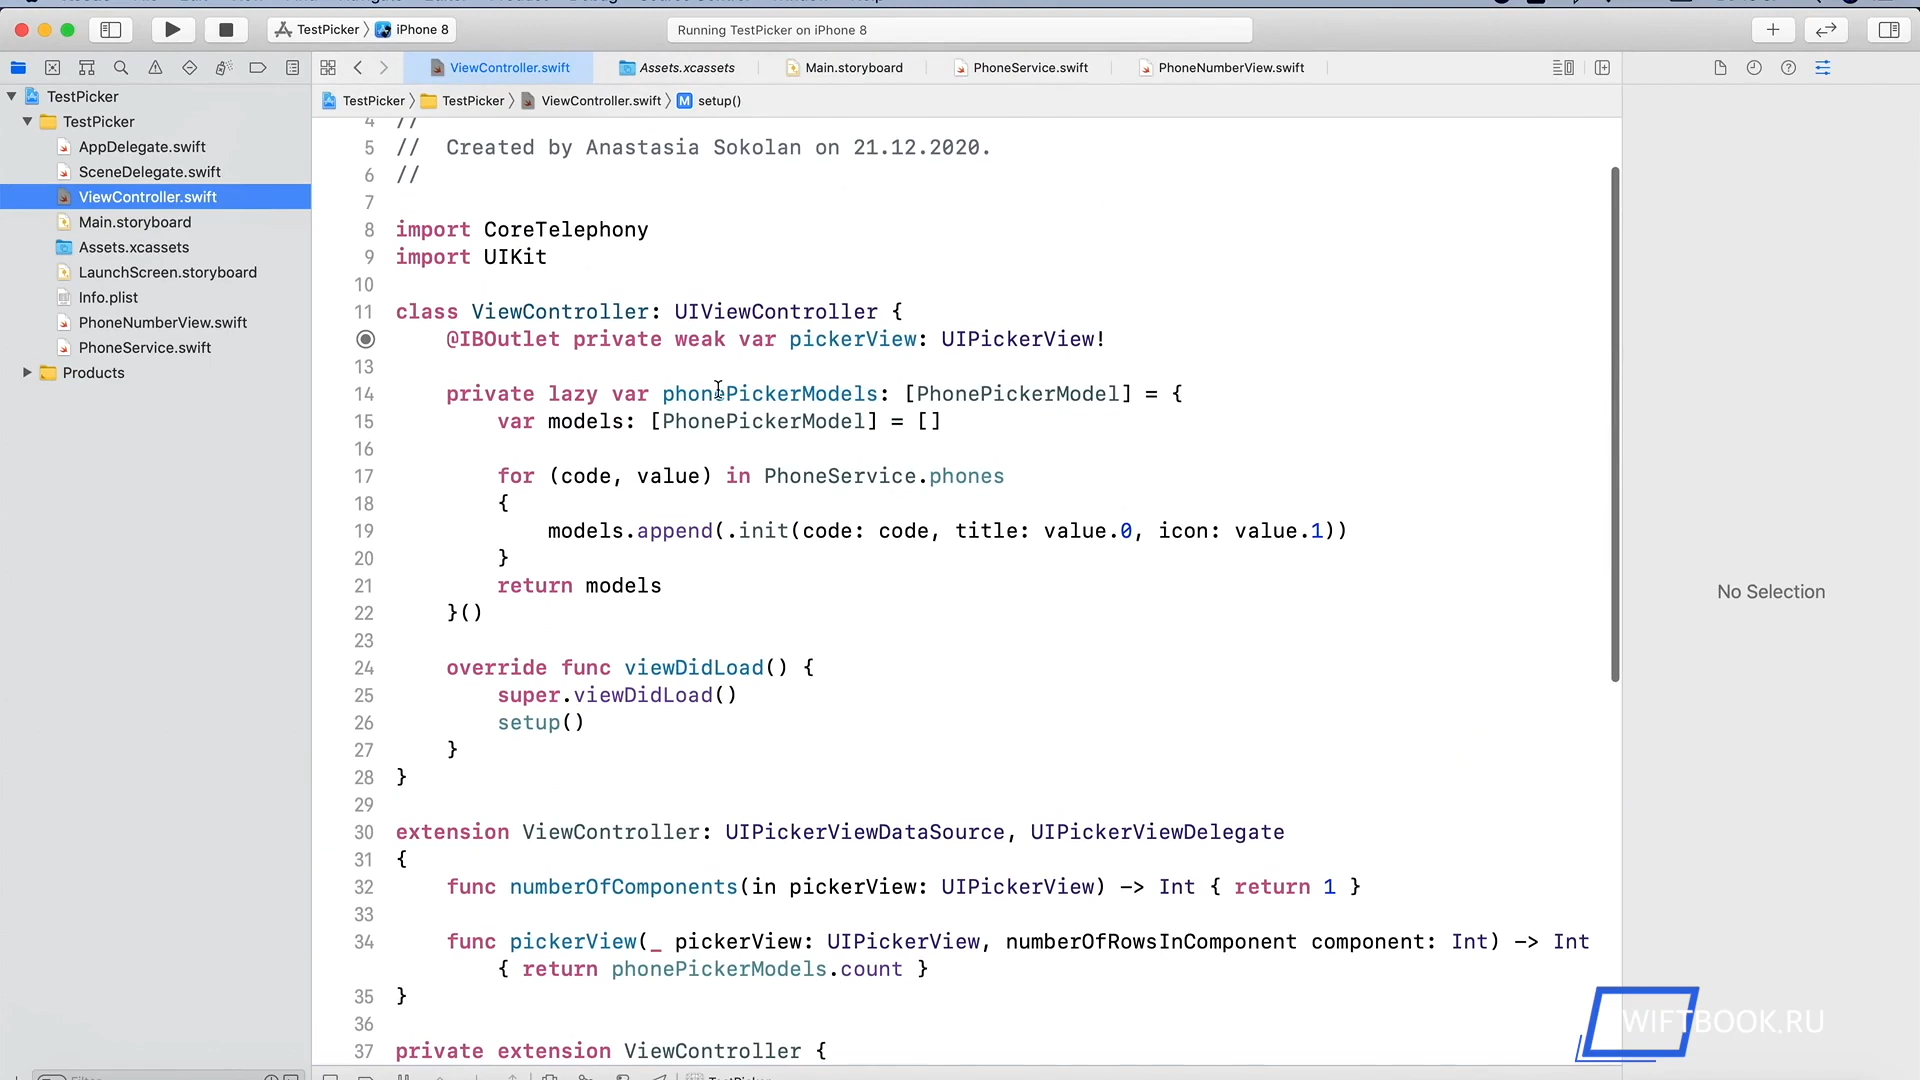 TestPicker
iPhone 8
Running TestPicker on iPhone 8
ViewController.swift
Assets.xcassets
Main.storyboard
PhoneService.swift
PhoneNumberView.swift
TestPicker
TestPicker
ViewController.swift
M
setup()
TestPicker
TestPicker
AppDelegate.swift
SceneDelegate.swift
ViewController.swift
Main.storyboard
Assets.xcassets
LaunchScreen.storyboard
Info.plist
PhoneNumberView.swift
PhoneService.swift
Products
4 //
5 //  Created by Anastasia Sokolan on 21.12.2020.
6 //
7
8 import CoreTelephony
9 import UIKit
10
11 class ViewController: UIViewController {
@IBOutlet private weak var pickerView: UIPickerView!
13
14 private lazy var phonePickerModels: [PhonePickerModel] = {
15 var models: [PhonePickerModel] = []
16
17 for (code, value) in PhoneService.phones
18 {
19 models.append(.init(code: code, title: value.0, icon: value.1))
20 }
21 return models
22 }()
23
24 override func viewDidLoad() {
25 super.viewDidLoad()
26 setup()
27 }
28 }
29
30 extension ViewController: UIPickerViewDataSource, UIPickerViewDelegate
31 {
32 func numberOfComponents(in pickerView: UIPickerView) -> Int { return 1 }
33
34 func pickerView(_ pickerView: UIPickerView, numberOfRowsInComponent component: Int) -> Int
{ return phonePickerModels.count }
35 }
36
37 private extension ViewController {
No Selection
WIFTBOOK.RU